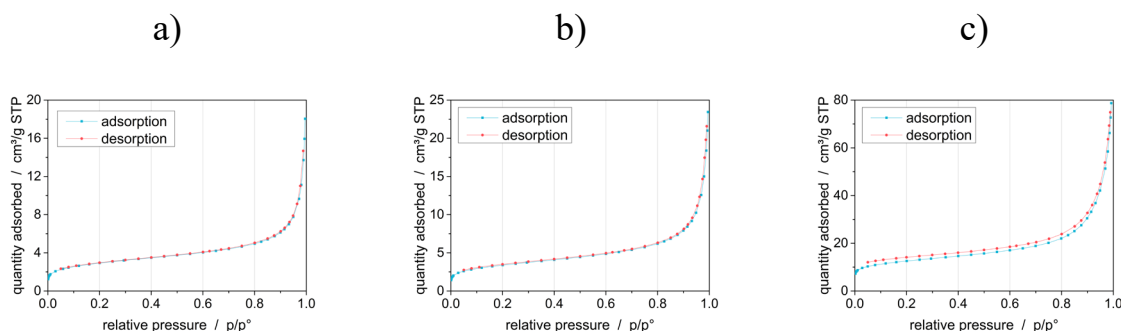 a)
b)
c)
quantity adsorbed / cm³/g STP
20
16
12
8
4
0
adsorption
desorption
0.0 0.2 0.4 0.6 0.8 1.0
relative pressure / p/p°
quantity adsorbed / cm³/g STP
25
20
15
10
5
0
adsorption
desorption
0.0 0.2 0.4 0.6 0.8 1.0
relative pressure / p/p°
quantity adsorbed / cm³/g STP
80
60
40
20
0
adsorption
desorption
0.0 0.2 0.4 0.6 0.8 1.0
relative pressure / p/p°